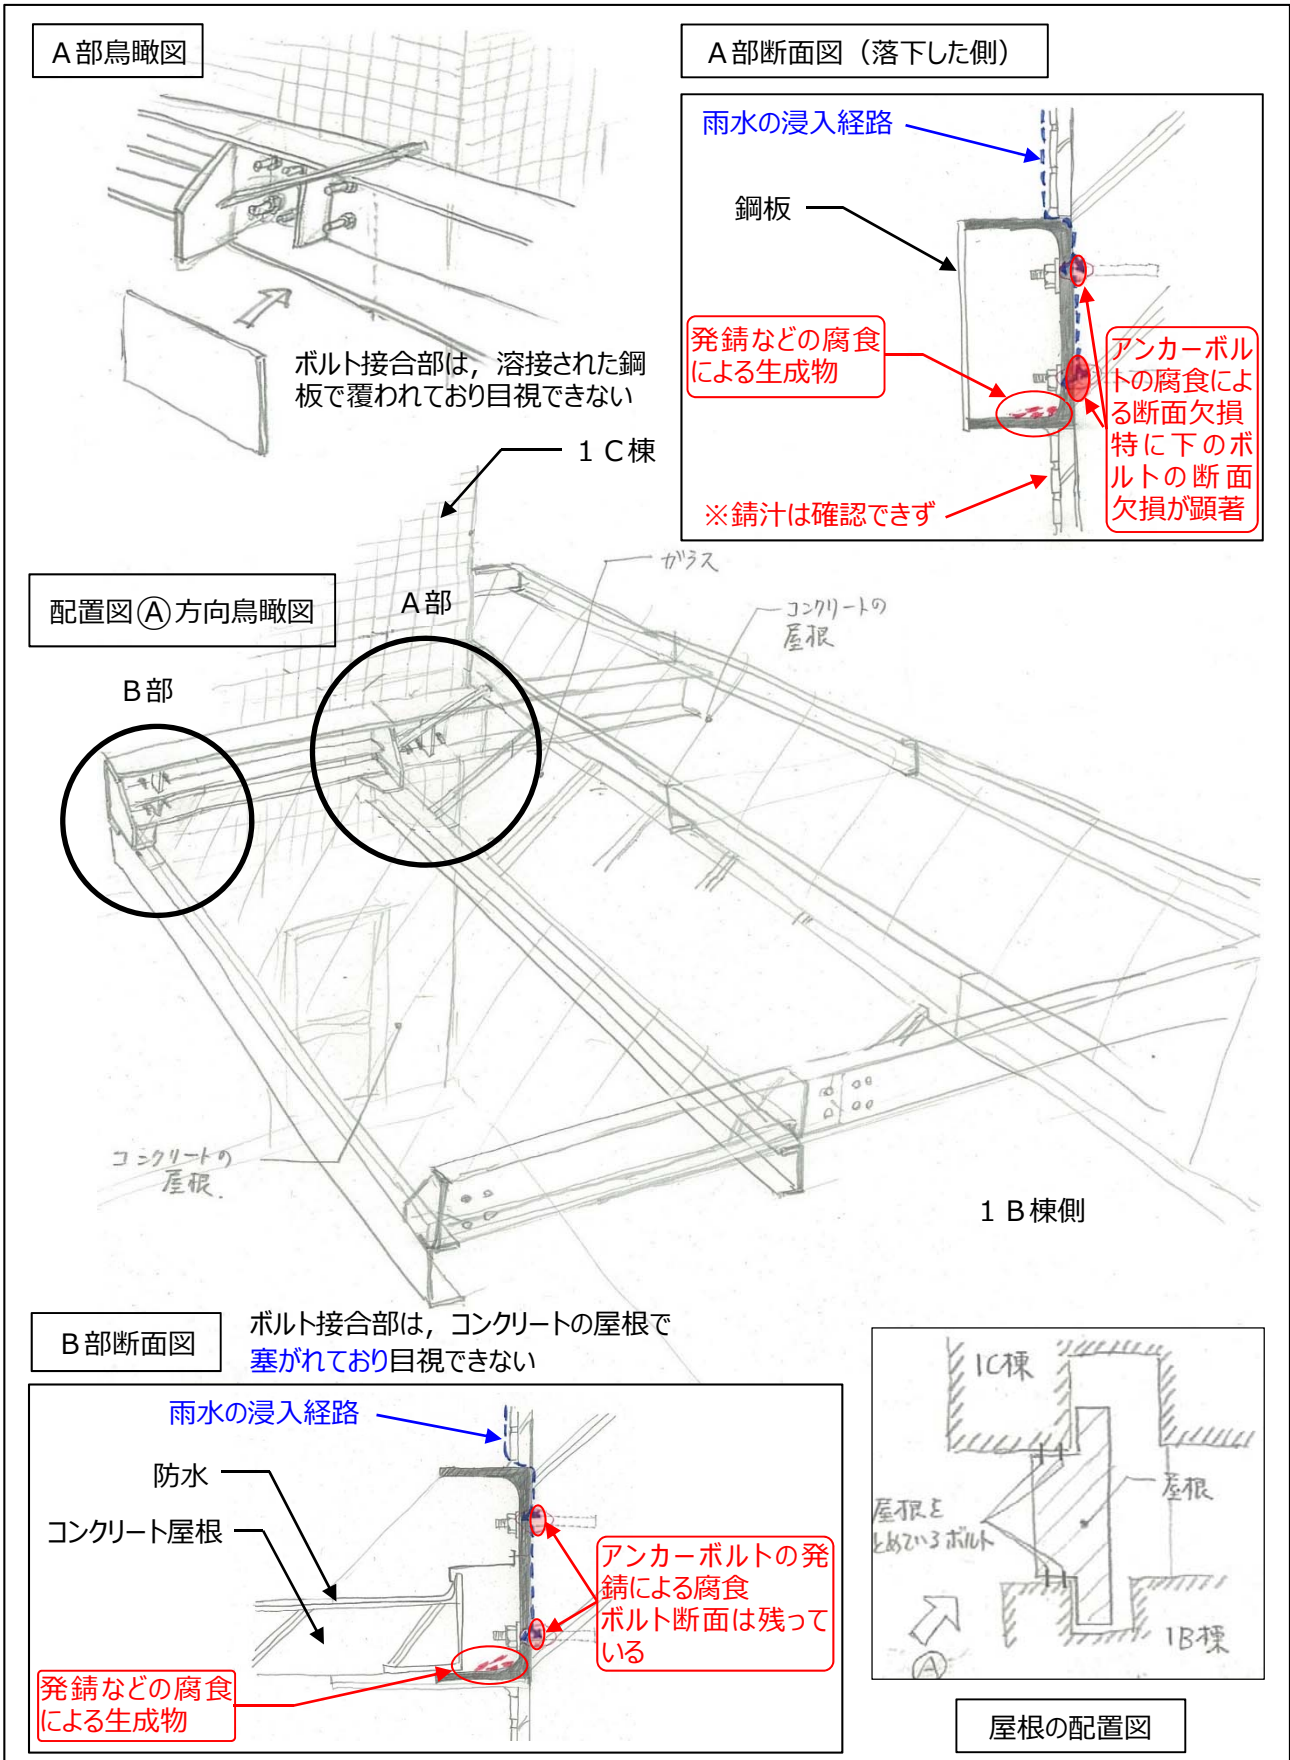 A部鳥瞰図
A部断面図（落下した側）
雨水の浸入経路
鋼板
発錆などの腐食
による生成物
アンカーボル
トの腐食によ
る断面欠損
特に下のボ
ルトの断面
欠損が顕著
※錆汁は確認できず
ボルト接合部は，溶接された鋼
板で覆われており目視できない
1C棟
配置図Ⓐ方向鳥瞰図
A部
B部
ガラス
コンクリートの
屋根
コンクリートの
屋根.
1B棟側
B部断面図
ボルト接合部は，コンクリートの屋根で
塞がれており目視できない
雨水の浸入経路
防水
コンクリート屋根
アンカーボルトの発
錆による腐食
ボルト断面は残って
いる
発錆などの腐食
による生成物
1C棟
屋根
屋根を
とめているボルト
Ⓐ
1B棟
屋根の配置図